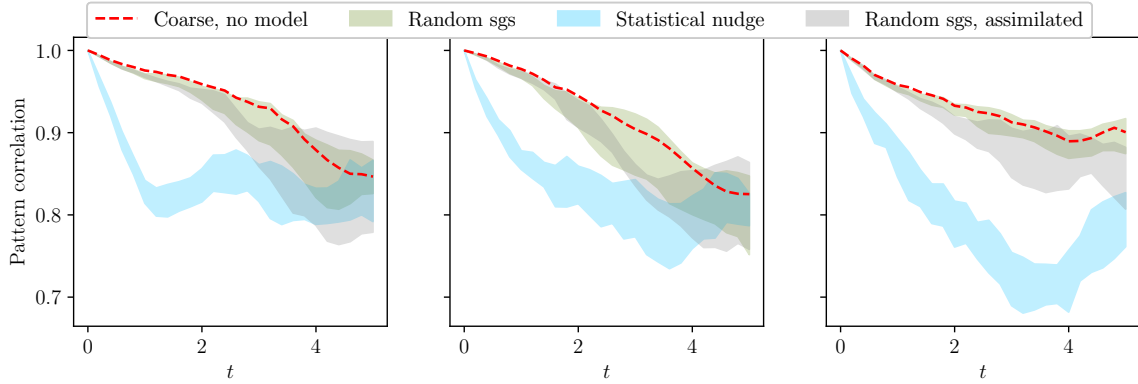 Coarse, no model Random sgs Statistical nudge Random sgs, assimilated
Pattern correlation
1.0
0.9
0.8
0.7
0 2 4 0 2 4 0 2 4
t t t